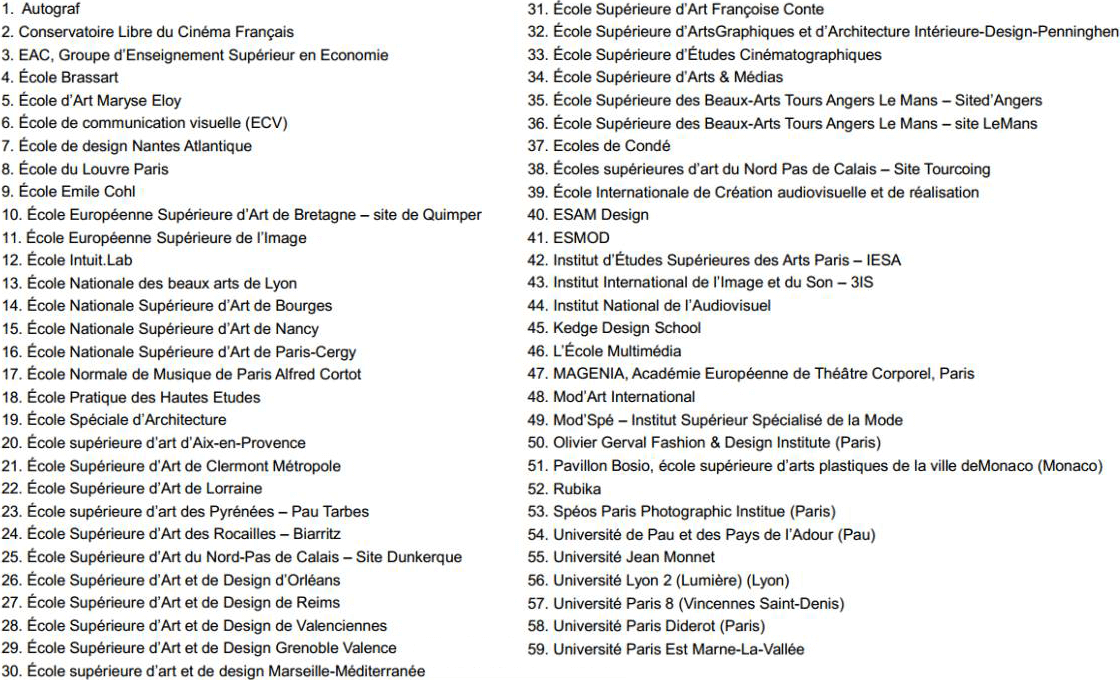 1. Autograf
2. Conservatoire Libre du Cinéma Français
3. EAC, Groupe d’Enseignement Supérieur en Economie
4. École Brassart
5. École d’Art Maryse Eloy
6. École de communication visuelle (ECV)
7. École de design Nantes Atlantique
8. École du Louvre Paris
9. École Emile Cohl
10. École Européenne Supérieure d’Art de Bretagne – site de Quimper
11. École Européenne Supérieure de l’Image
12. École Intuit.Lab
13. École Nationale des beaux arts de Lyon
14. École Nationale Supérieure d’Art de Bourges
15. École Nationale Supérieure d’Art de Nancy
16. École Nationale Supérieure d’Art de Paris-Cergy
17. École Normale de Musique de Paris Alfred Cortot
18. École Pratique des Hautes Etudes
19. École Spéciale d’Architecture
20. École supérieure d’art d’Aix-en-Provence
21. École Supérieure d’Art de Clermont Métropole
22. École Supérieure d’Art de Lorraine
23. École supérieure d’art des Pyrénées – Pau Tarbes
24. École Supérieure d’Art des Rocailles – Biarritz
25. École Supérieure d’Art du Nord-Pas de Calais – Site Dunkerque
26. École Supérieure d’Art et de Design d’Orléans
27. École Supérieure d’Art et de Design de Reims
28. École Supérieure d’Art et de Design de Valenciennes
29. École Supérieure d’Art et de Design Grenoble Valence
30. École supérieure d’art et de design Marseille-Méditerranée
31. École Supérieure d’Art Françoise Conte
32. École Supérieure d’ArtsGraphiques et d’Architecture Intérieure-Design-Penninghen
33. École Supérieure d’Études Cinématographiques
34. École Supérieure d’Arts & Médias
35. École Supérieure des Beaux-Arts Tours Angers Le Mans – Sited’Angers
36. École Supérieure des Beaux-Arts Tours Angers Le Mans – site LeMans
37. Ecoles de Condé
38. Écoles supérieures d’art du Nord Pas de Calais – Site Tourcoing
39. École Internationale de Création audiovisuelle et de réalisation
40. ESAM Design
41. ESMOD
42. Institut d’Études Supérieures des Arts Paris – IESA
43. Institut International de l’Image et du Son – 3IS
44. Institut National de l’Audiovisuel
45. Kedge Design School
46. L’École Multimédia
47. MAGENIA, Académie Européenne de Théâtre Corporel, Paris
48. Mod’Art International
49. Mod’Spé – Institut Supérieur Spécialisé de la Mode
50. Olivier Gerval Fashion & Design Institute (Paris)
51. Pavillon Bosio, école supérieure d’arts plastiques de la ville deMonaco (Monaco)
52. Rubika
53. Spéos Paris Photographic Institue (Paris)
54. Université de Pau et des Pays de l’Adour (Pau)
55. Université Jean Monnet
56. Université Lyon 2 (Lumière) (Lyon)
57. Université Paris 8 (Vincennes Saint-Denis)
58. Université Paris Diderot (Paris)
59. Université Paris Est Marne-La-Vallée